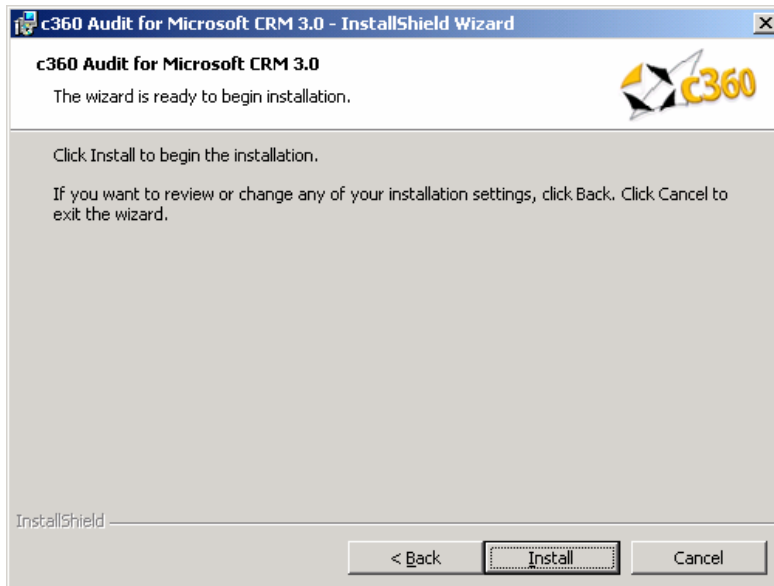 c360 Audit for Microsoft CRM 3.0 - InstallShield Wizard
c360 Audit for Microsoft CRM 3.0
The wizard is ready to begin installation.
c360
Click Install to begin the installation.
If you want to review or change any of your installation settings, click Back. Click Cancel to
exit the wizard.
InstallShield
< Back
Install
Cancel